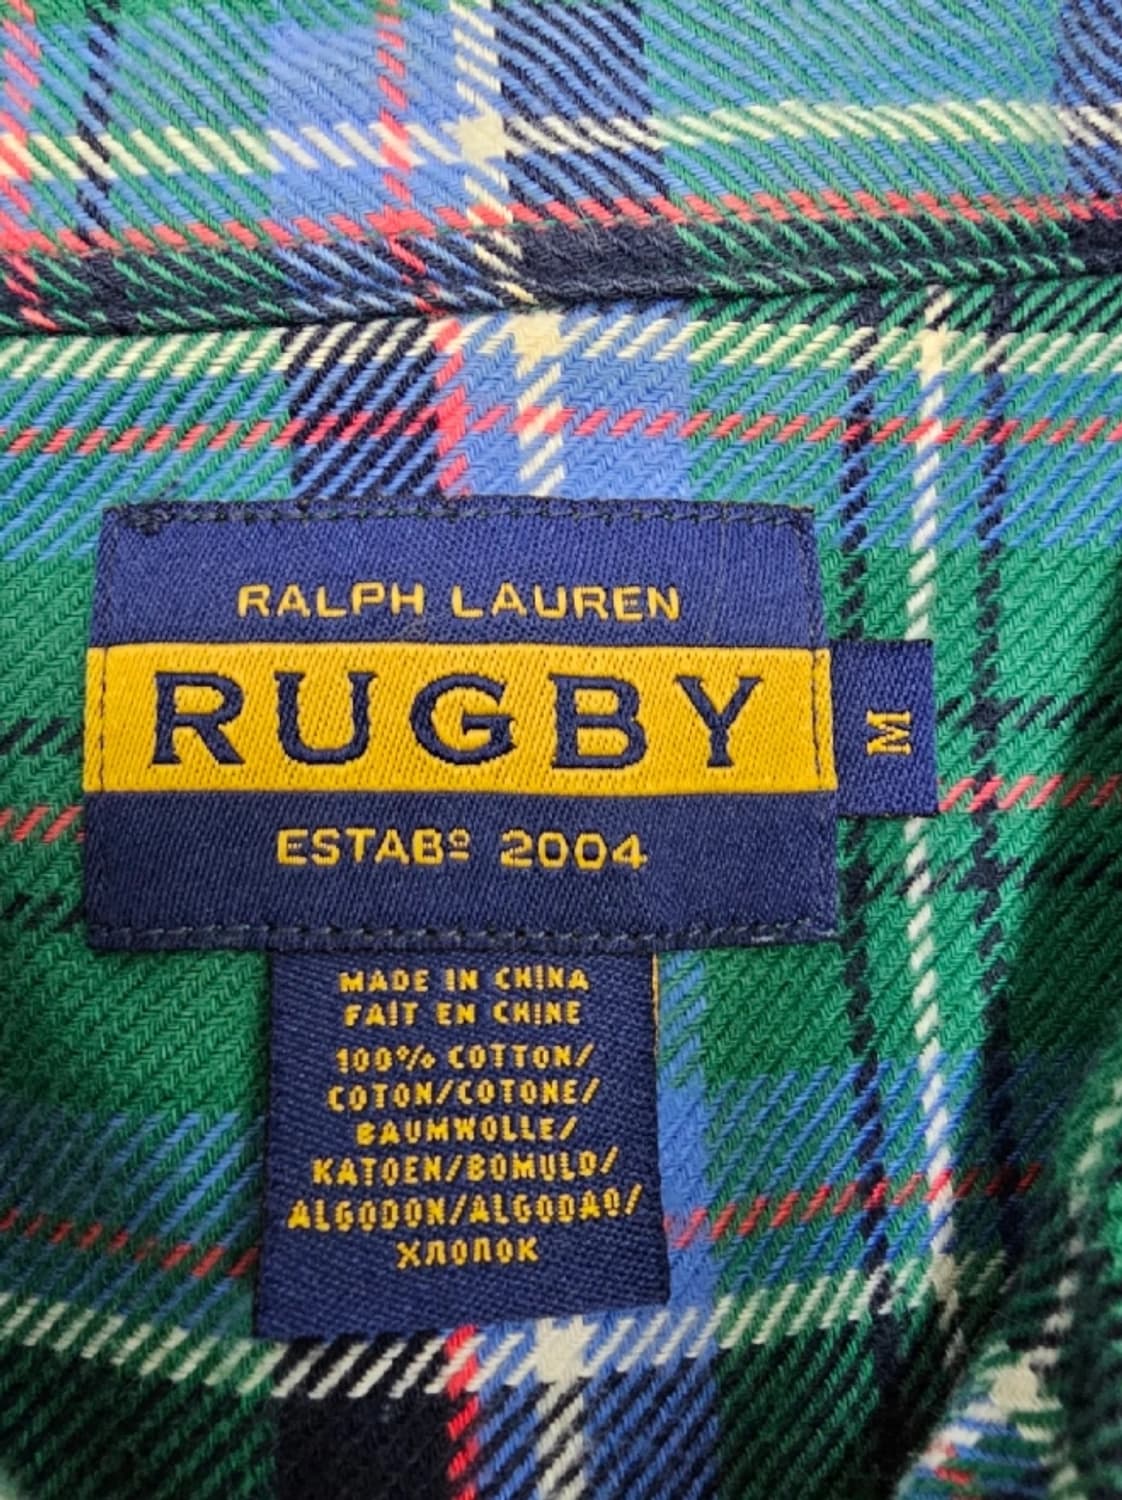 RALPH LAUREN
RUGBY
M
ESTABº 2004
MADE IN CHINA
FAIT EN CHINE
100% COTTON/
COTON/COTONE/
BAUMWOLLE/
KATOEN/BOMULD/
ALGODON/ALGODAO/
ХЛОПОК